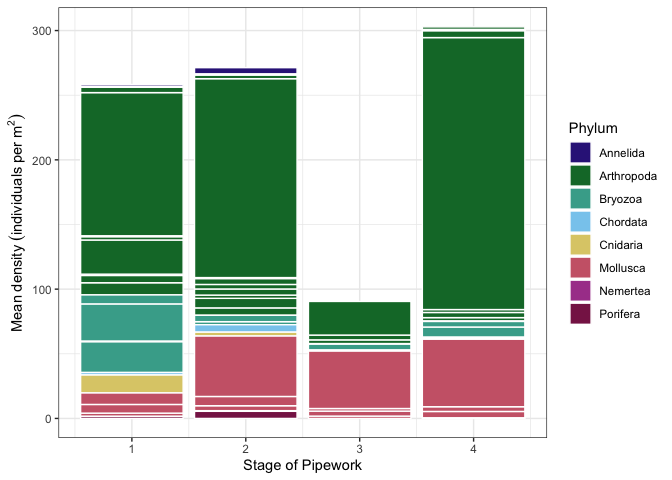 Mean density (individuals per m²)
300
200
100
0
1 2 3 4
Stage of Pipework
Phylum
Annelida
Arthropoda
Bryozoa
Chordata
Cnidaria
Mollusca
Nemertea
Porifera